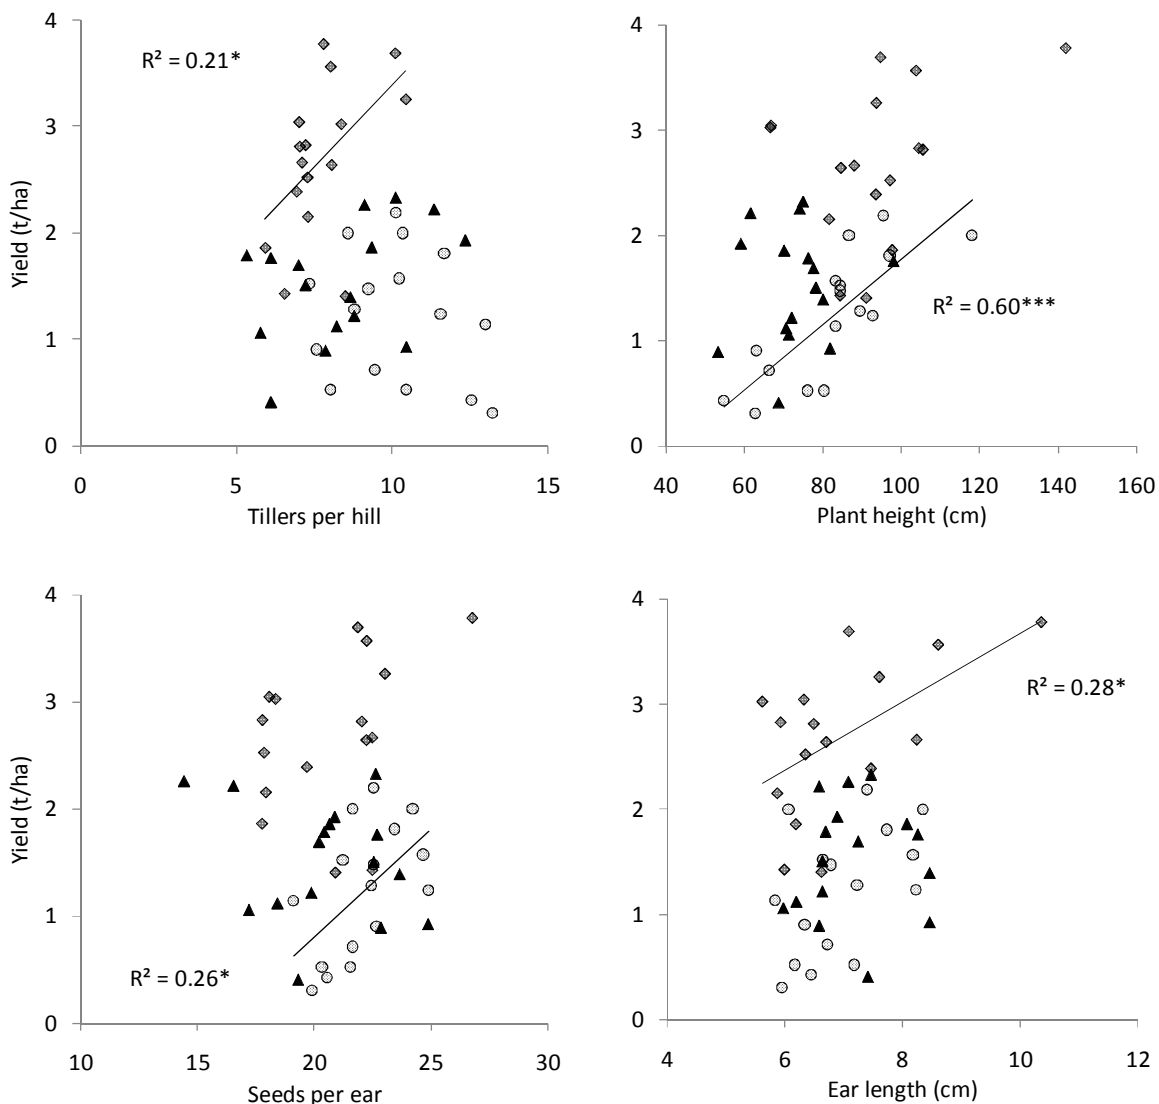 4
3
2
1
0
Yield (t/ha)
R² = 0.21*
0 5 10 15
Tillers per hill
4
3
2
1
0
R² = 0.60***
40 60 80 100 120 140 160
Plant height (cm)
4
3
2
1
0
Yield (t/ha)
R² = 0.26*
10 15 20 25 30
Seeds per ear
4
3
2
1
0
R² = 0.28*
4 6 8 10 12
Ear length (cm)